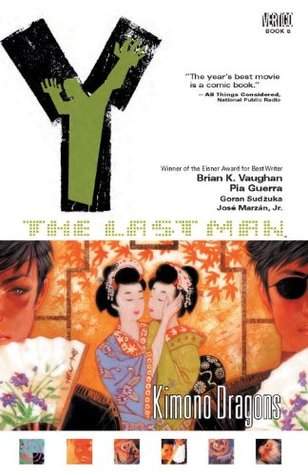 VERTIGO
BOOK 8
Y
"The year's best movie
is a comic book."
— All Things Considered,
National Public Radio
Winner of the Eisner Award for Best Writer
Brian K. Vaughan
Pia Guerra
Goran Sudžuka
José Marzán, Jr.
THE LAST MAN
Kimono Dragons